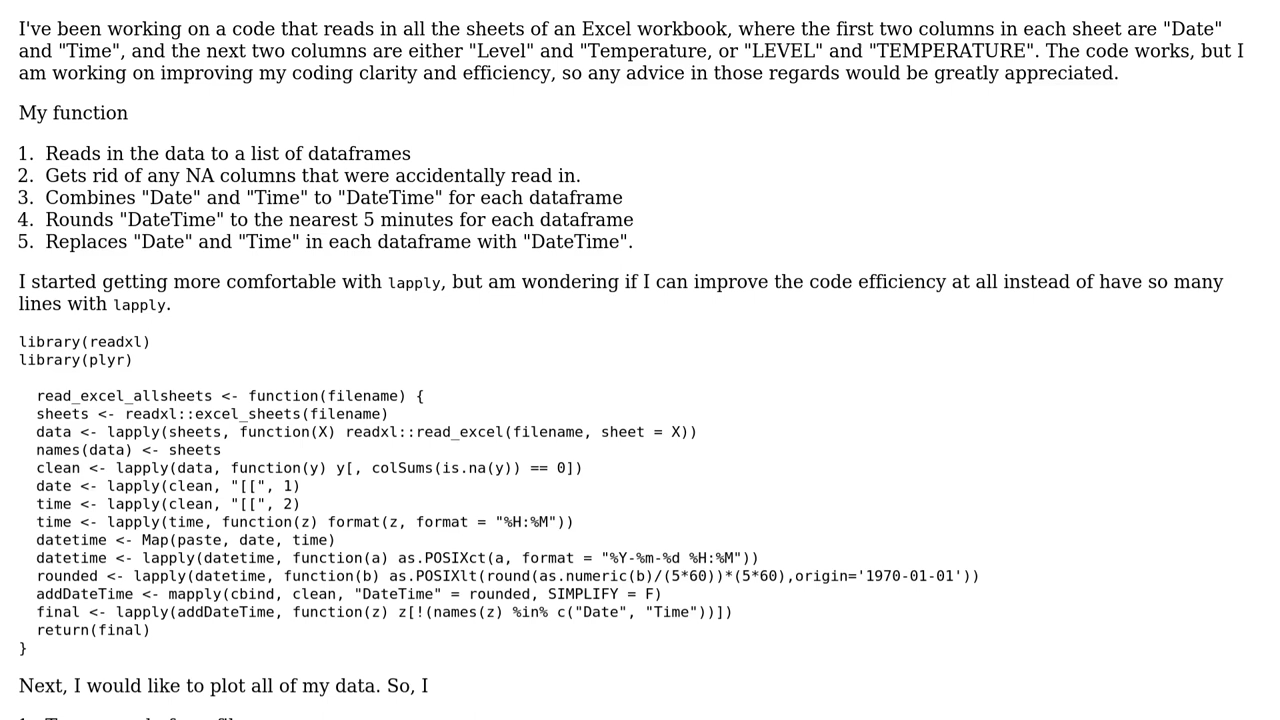 I've been working on a code that reads in all the sheets of an Excel workbook, where the first two columns in each sheet are "Date"
and "Time", and the next two columns are either "Level" and "Temperature, or "LEVEL" and "TEMPERATURE". The code works, but I
am working on improving my coding clarity and efficiency, so any advice in those regards would be greatly appreciated.
My function
1. Reads in the data to a list of dataframes
2. Gets rid of any NA columns that were accidentally read in.
3. Combines "Date" and "Time" to "DateTime" for each dataframe
4. Rounds "DateTime" to the nearest 5 minutes for each dataframe
5. Replaces "Date" and "Time" in each dataframe with "DateTime".
I started getting more comfortable with lapply, but am wondering if I can improve the code efficiency at all instead of have so many
lines with lapply.
library(readxl)
library(plyr)
  read_excel_allsheets <- function(filename) {
  sheets <- readxl::excel_sheets(filename)
  data <- lapply(sheets, function(X) readxl::read_excel(filename, sheet = X))
  names(data) <- sheets
  clean <- lapply(data, function(y) y[, colSums(is.na(y)) == 0])
  date <- lapply(clean, "[[", 1)
  time <- lapply(clean, "[[", 2)
  time <- lapply(time, function(z) format(z, format = "%H:%M"))
  datetime <- Map(paste, date, time)
  datetime <- lapply(datetime, function(a) as.POSIXct(a, format = "%Y-%m-%d %H:%M"))
  rounded <- lapply(datetime, function(b) as.POSIXlt(round(as.numeric(b)/(5*60))*(5*60),origin='1970-01-01'))
  addDateTime <- mapply(cbind, clean, "DateTime" = rounded, SIMPLIFY = F)
  final <- lapply(addDateTime, function(z) z[!(names(z) %in% c("Date", "Time"))])
  return(final)
}
Next, I would like to plot all of my data. So, I